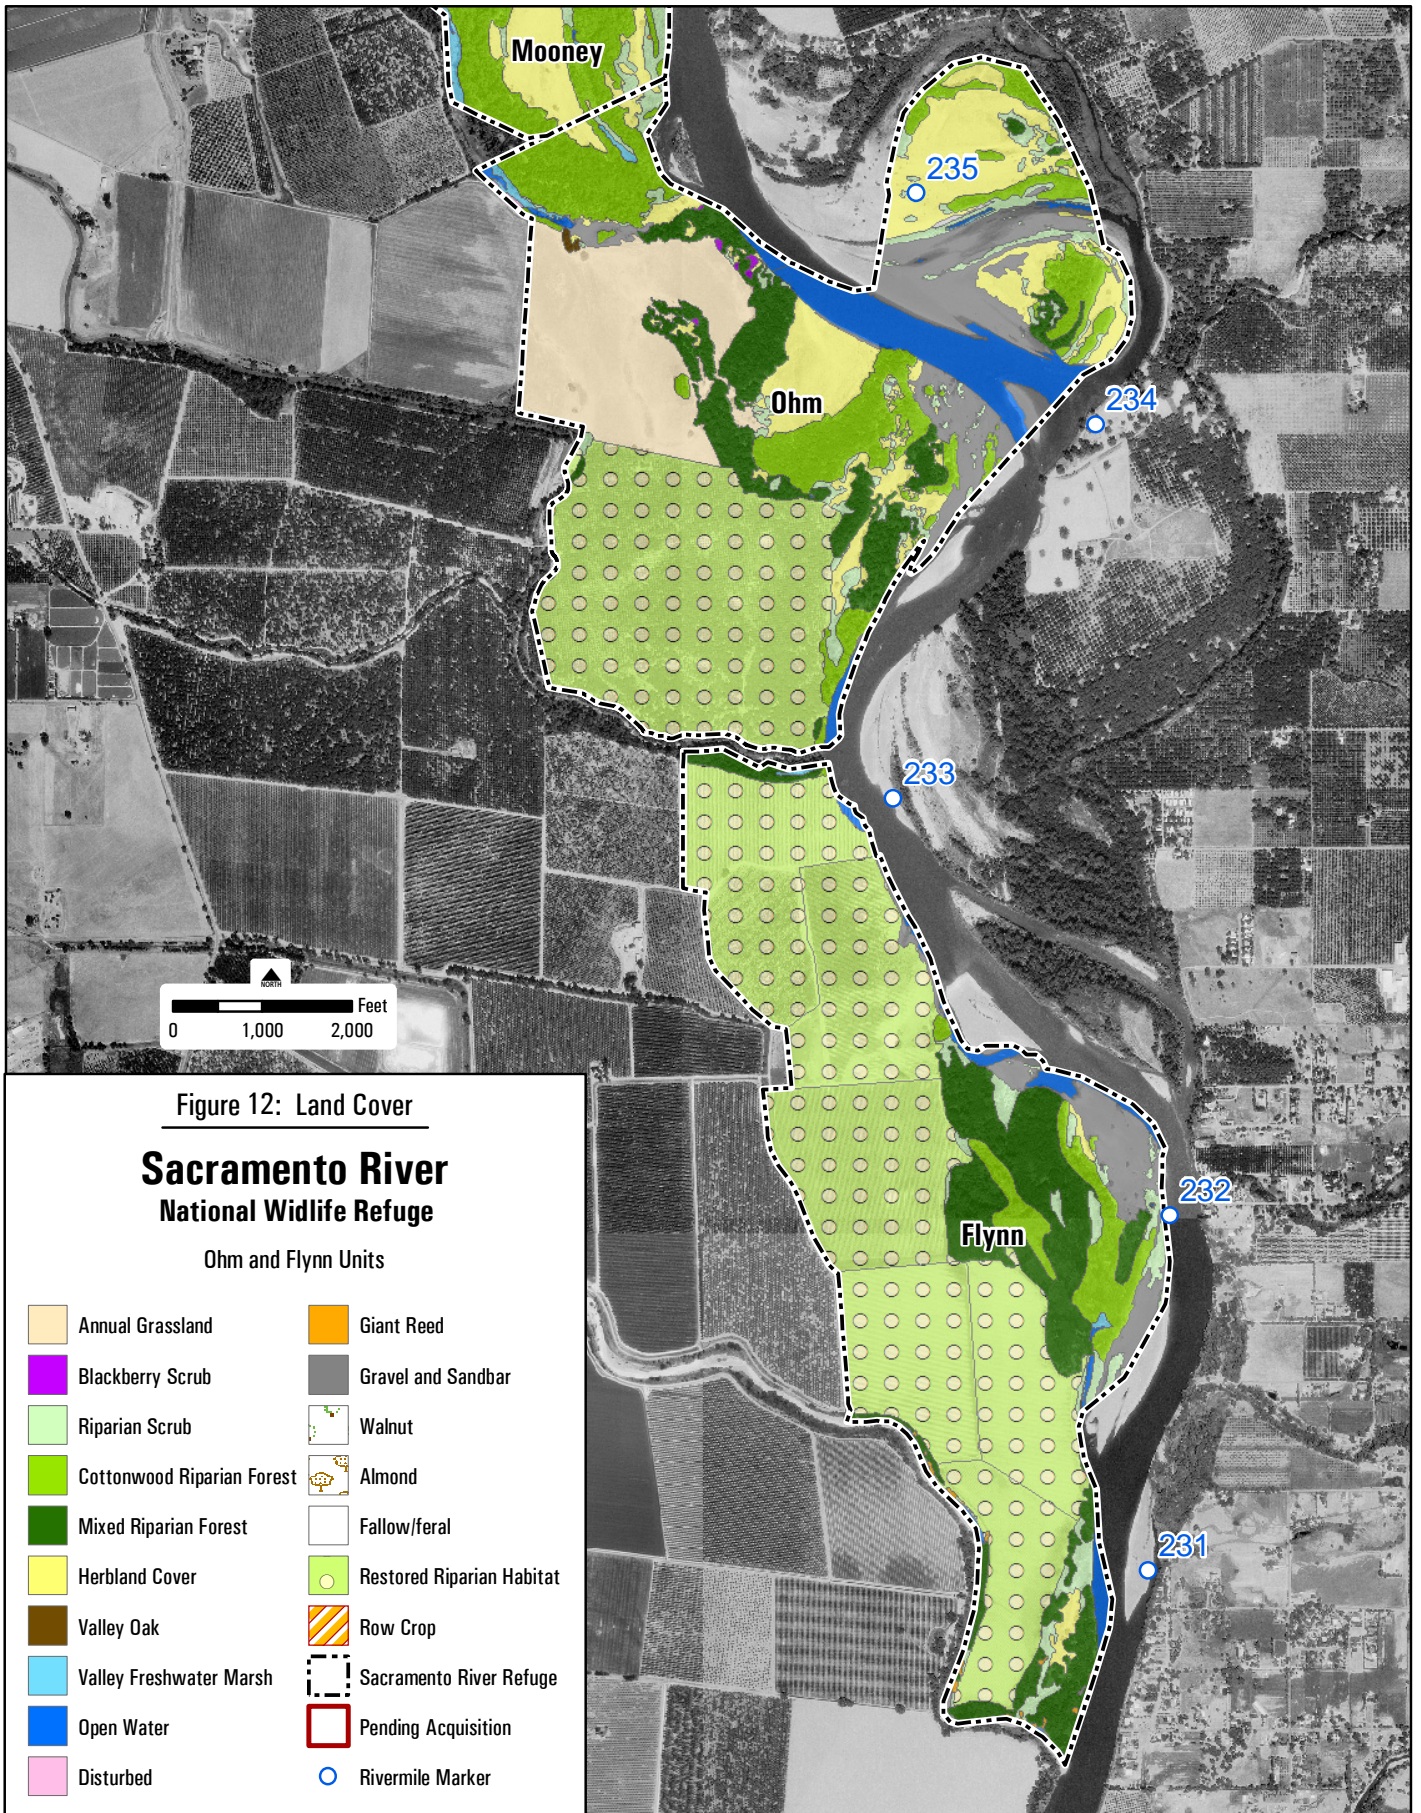 Mooney
235
Ohm
234
233
NORTH
Feet
0 1,000 2,000
232
Flynn
231
Figure 12: Land Cover
Sacramento River
National Widlife Refuge
Ohm and Flynn Units
Annual Grassland
Blackberry Scrub
Riparian Scrub
Cottonwood Riparian Forest
Mixed Riparian Forest
Herbland Cover
Valley Oak
Valley Freshwater Marsh
Open Water
Disturbed
Giant Reed
Gravel and Sandbar
Walnut
Almond
Fallow/feral
Restored Riparian Habitat
Row Crop
Sacramento River Refuge
Pending Acquisition
Rivermile Marker